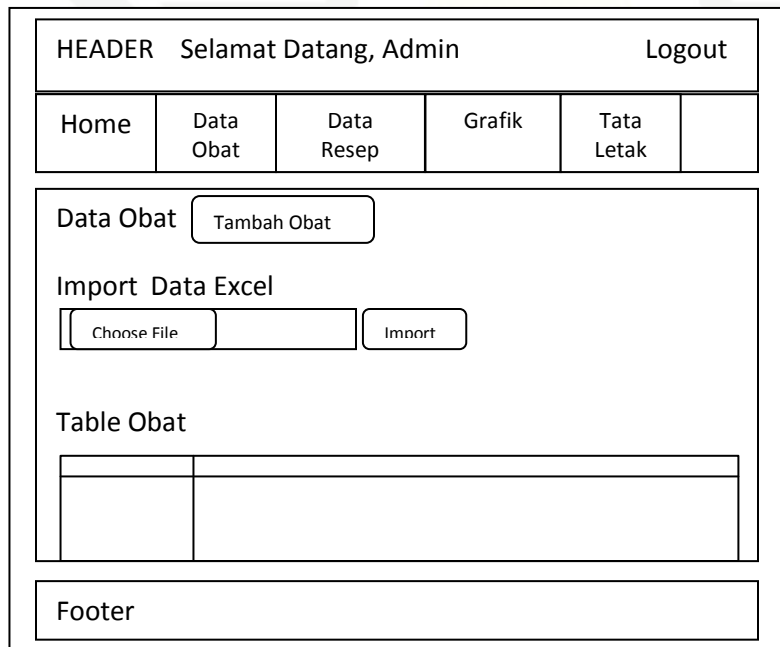 HEADER Selamat Datang, Admin Logout
Home Data Obat Data Resep Grafik Tata Letak
Data Obat Tambah Obat
Import Data Excel
Choose File Import
Table Obat
Footer